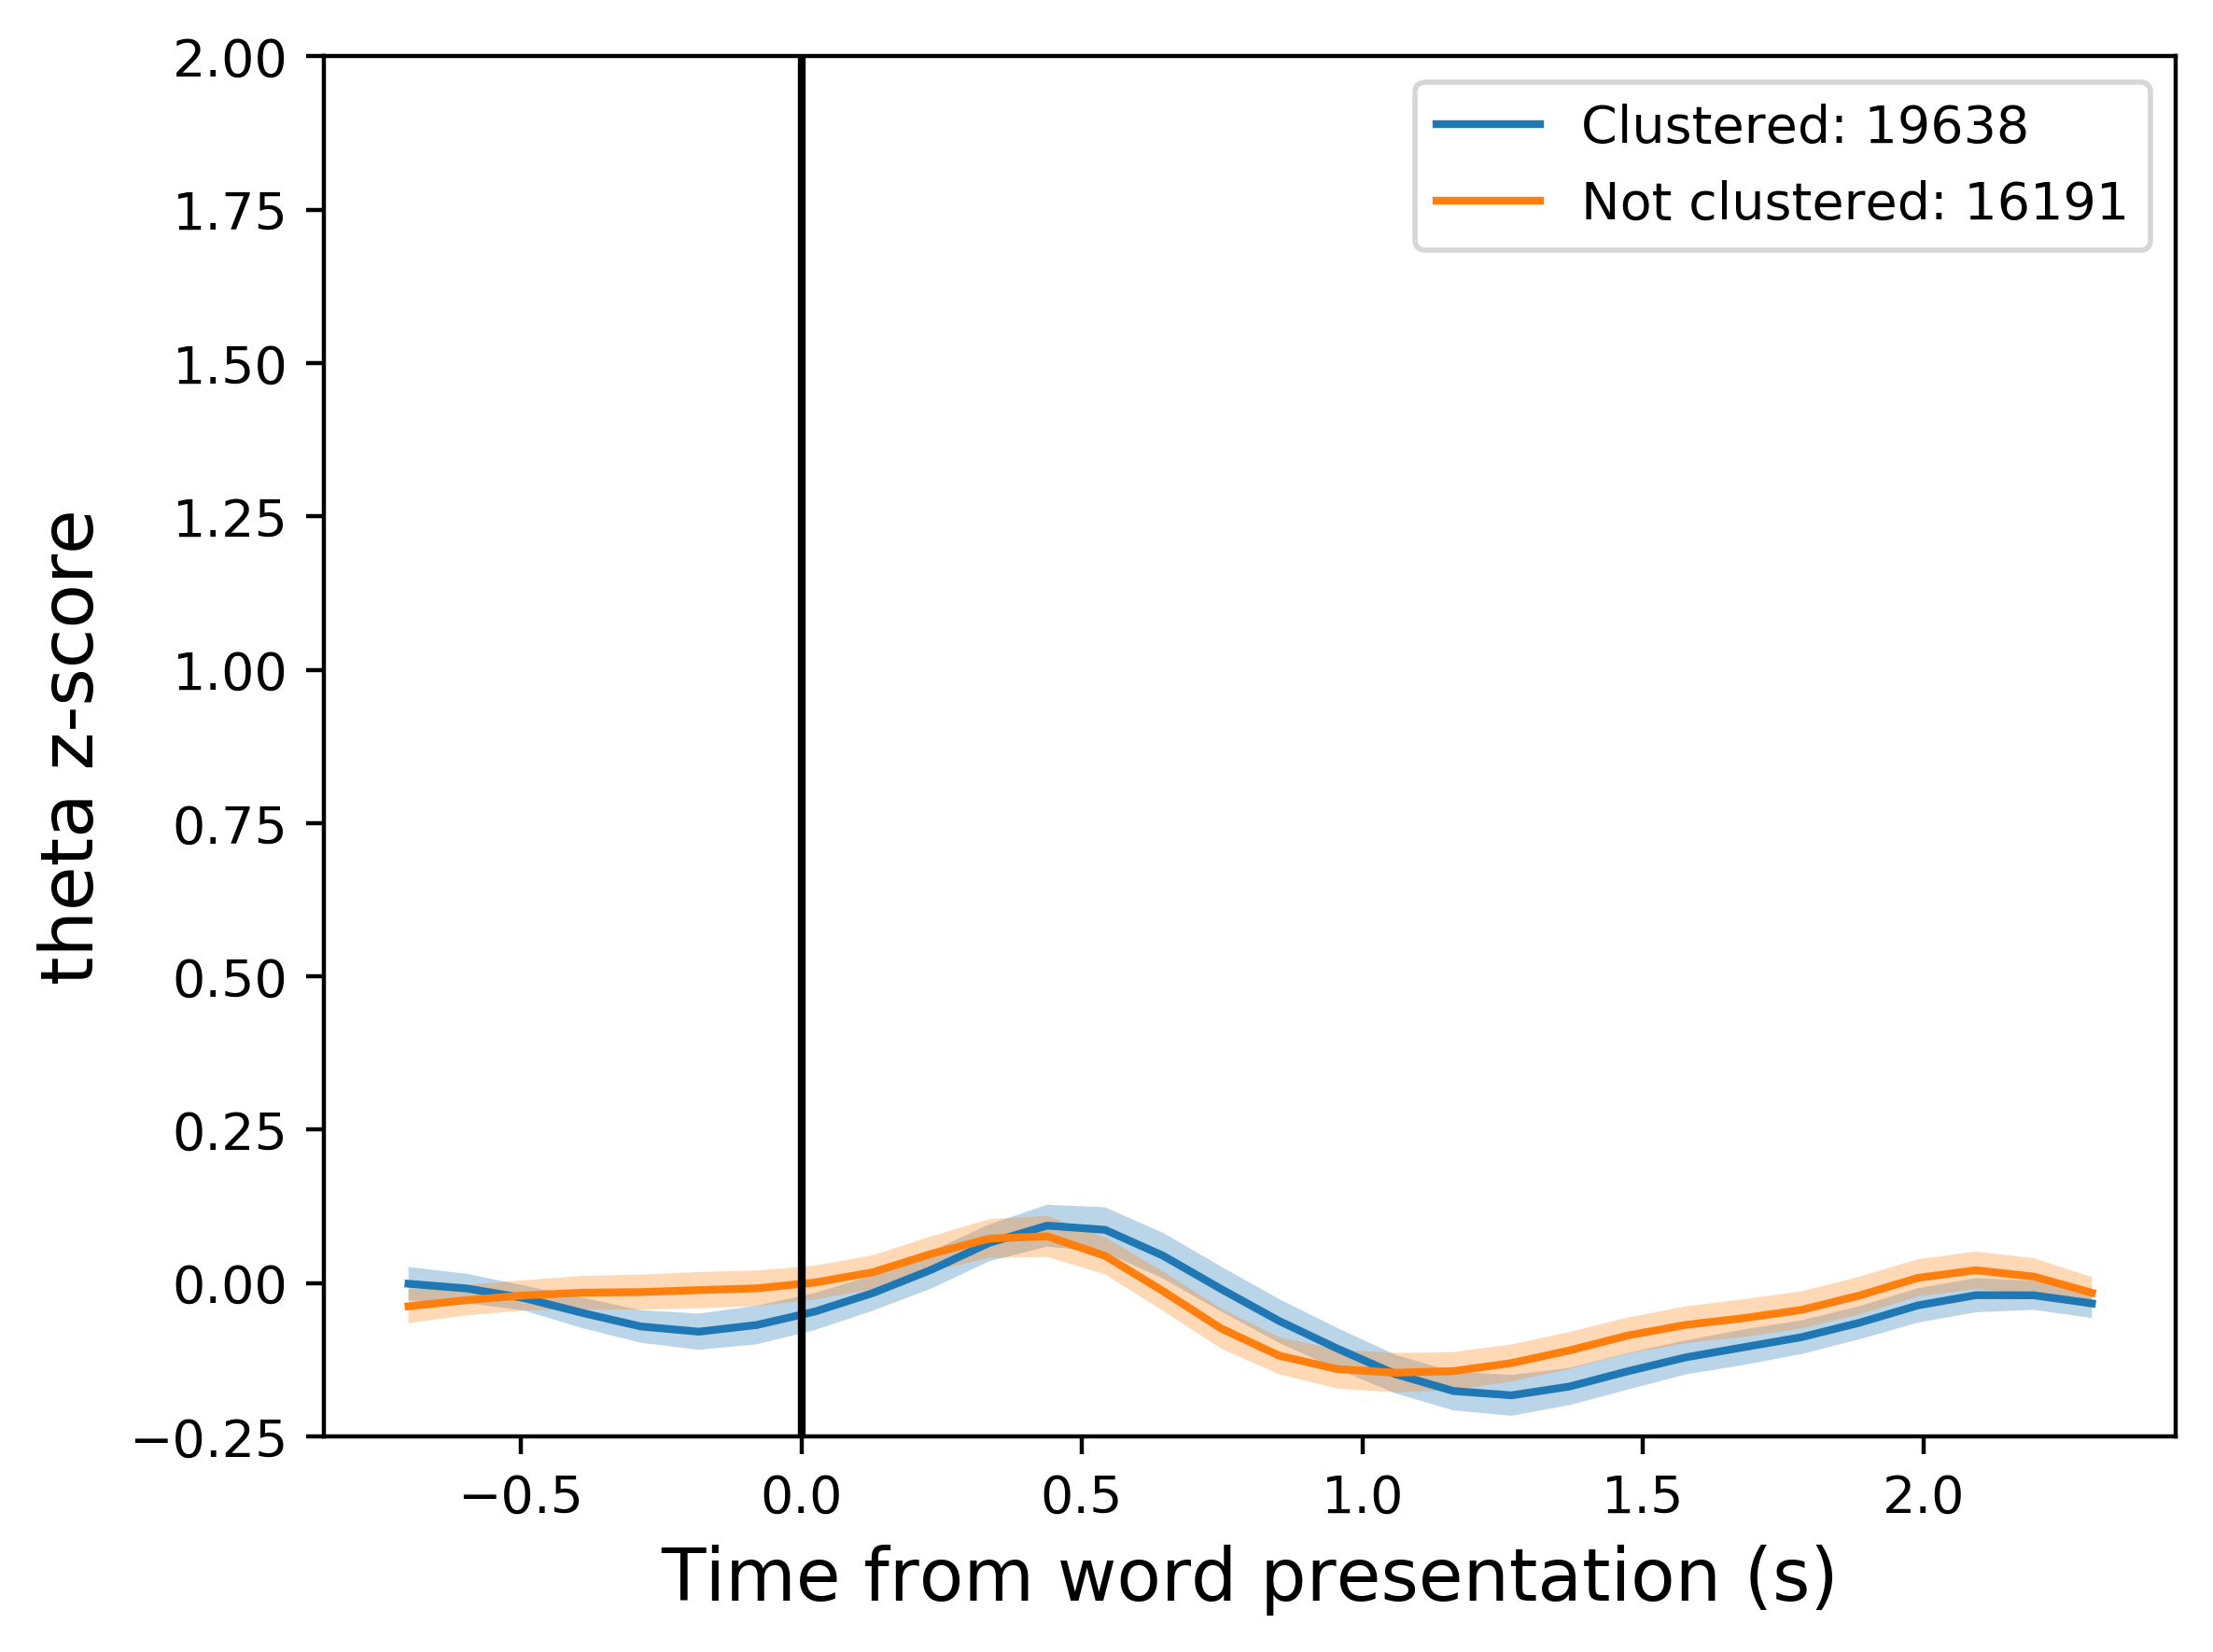 2.00
1.75
1.50
1.25
1.00
0.75
0.50
0.25
0.00
−0.25
theta z-score
Clustered: 19638
Not clustered: 16191
−0.5 0.0 0.5 1.0 1.5 2.0
Time from word presentation (s)